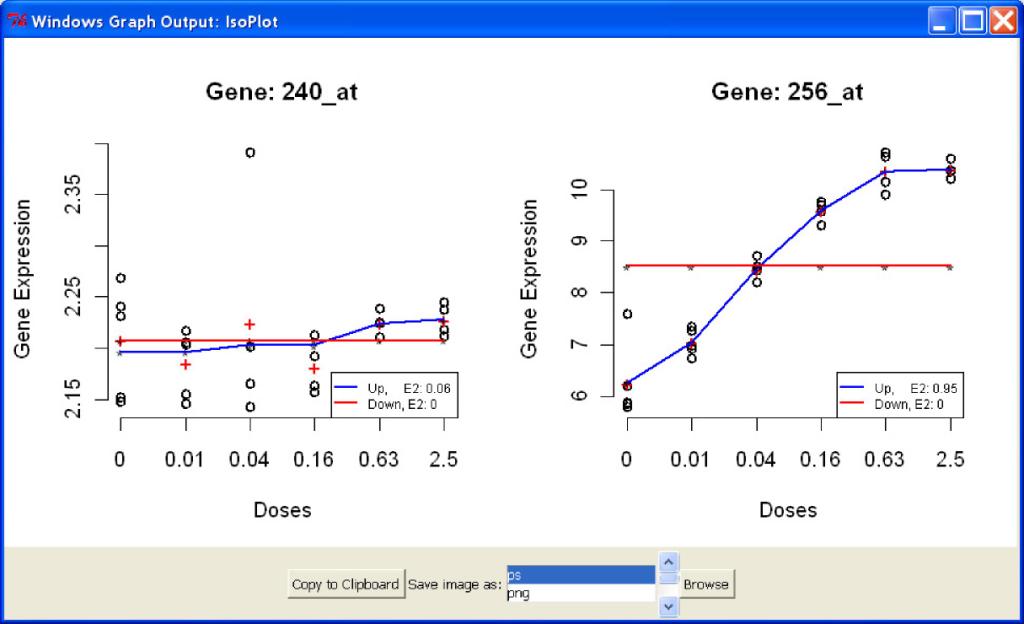 Windows Graph Output: IsoPlot
Gene: 240_at
Gene Expression
2.35
2.25
2.15
Up, E2: 0.06
Down, E2: 0
0 0.01 0.04 0.16 0.63 2.5
Doses
Gene: 256_at
Gene Expression
10
9
8
7
6
Up, E2: 0.95
Down, E2: 0
0 0.01 0.04 0.16 0.63 2.5
Doses
Copy to Clipboard Save image as: ps Browse
png